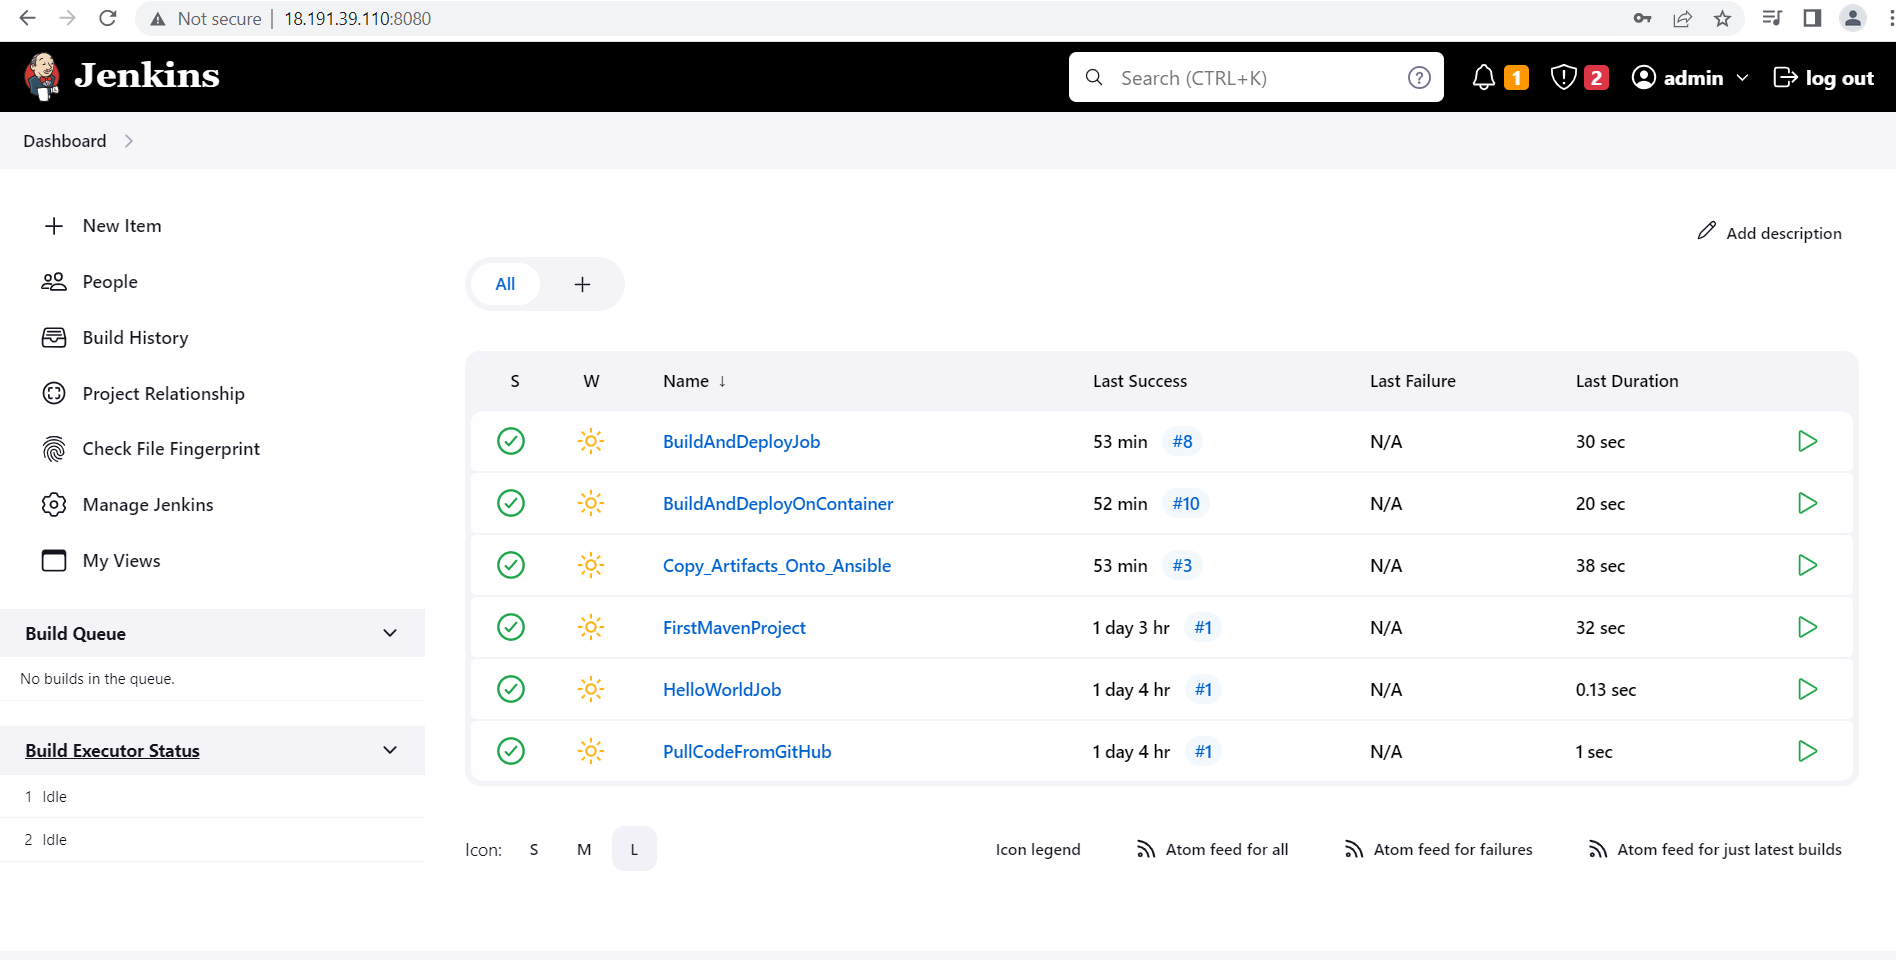 Not secure | 18.191.39.110:8080
Jenkins
Search (CTRL+K)
?
1
2
admin
log out
Dashboard
New Item
People
Build History
Project Relationship
Check File Fingerprint
Manage Jenkins
My Views
Build Queue
No builds in the queue.
Build Executor Status
1 Idle
2 Idle
Add description
All +
S W Name ↓ Last Success Last Failure Last Duration
BuildAndDeployJob 53 min #8 N/A 30 sec
BuildAndDeployOnContainer 52 min #10 N/A 20 sec
Copy_Artifacts_Onto_Ansible 53 min #3 N/A 38 sec
FirstMavenProject 1 day 3 hr #1 N/A 32 sec
HelloWorldJob 1 day 4 hr #1 N/A 0.13 sec
PullCodeFromGitHub 1 day 4 hr #1 N/A 1 sec
Icon: S M L
Icon legend
Atom feed for all
Atom feed for failures
Atom feed for just latest builds